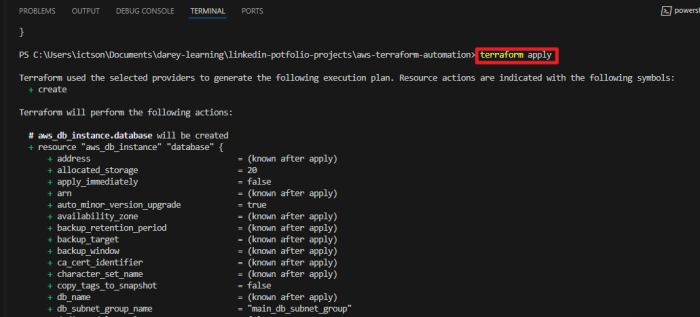 PROBLEMS OUTPUT DEBUG CONSOLE TERMINAL PORTS
powers
}
PS C:\Users\ictson\Documents\darey-learning\linkedin-potfolio-projects\aws-terraform-automation> terraform apply
Terraform used the selected providers to generate the following execution plan. Resource actions are indicated with the following symbols:
+ create
Terraform will perform the following actions:
# aws_db_instance.database will be created
+ resource "aws_db_instance" "database" {
+ address = (known after apply)
+ allocated_storage = 20
+ apply_immediately = false
+ arn = (known after apply)
+ auto_minor_version_upgrade = true
+ availability_zone = (known after apply)
+ backup_retention_period = (known after apply)
+ backup_target = (known after apply)
+ backup_window = (known after apply)
+ ca_cert_identifier = (known after apply)
+ character_set_name = (known after apply)
+ copy_tags_to_snapshot = false
+ db_name = (known after apply)
+ db_subnet_group_name = "main_db_subnet_group"